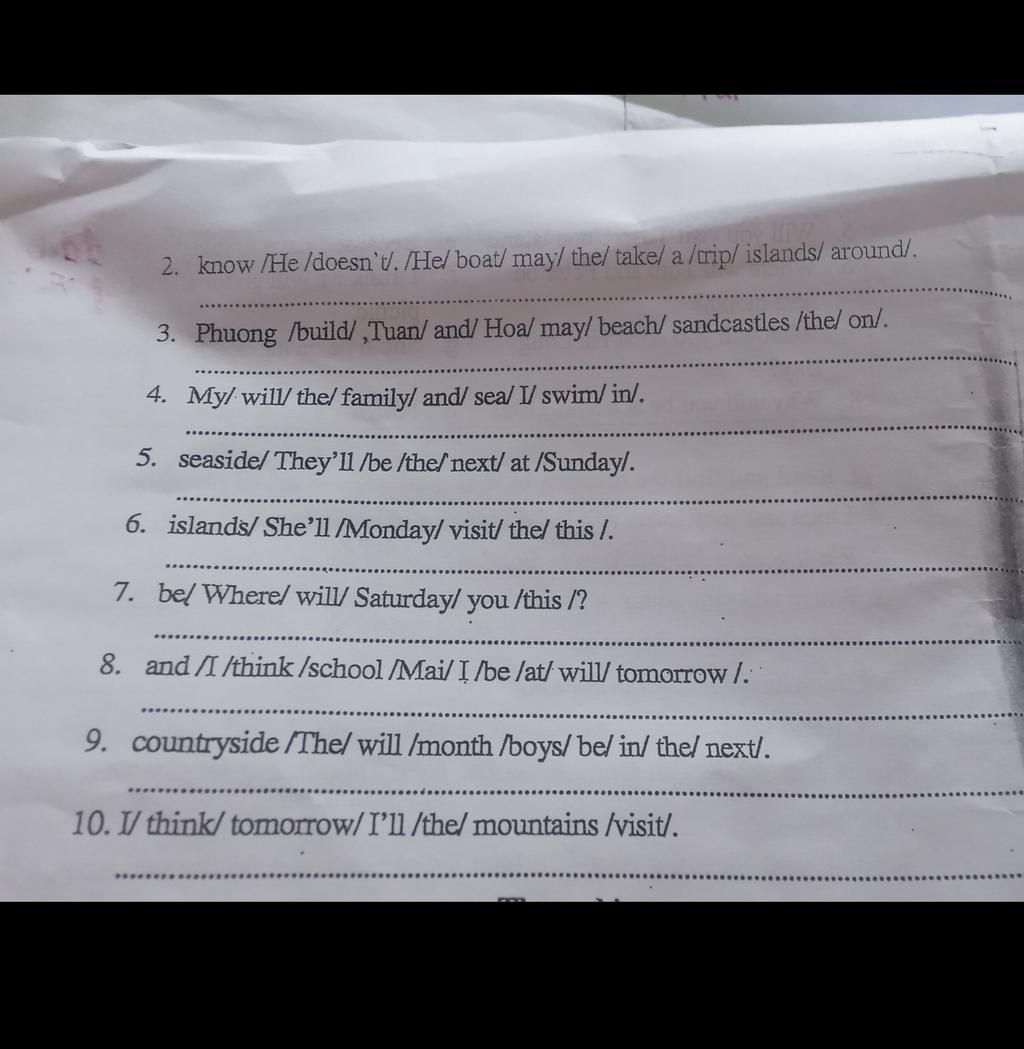 2. know /He /doesn't/. /He/ boat/ may/ the/ take/ a /trip/ islands/ around/.
3. Phuong /build/ ,Tuan/ and/ Hoa/ may/ beach/ sandcastles /the/ on/.
4. My/ will/ the/ family/ and/ sea/ I/ swim/ in/.
5. seaside/ They'll /be /the/ next/ at /Sunday/.
6. islands/ She'll /Monday/ visit/ the/ this /.
7. be/ Where/ will/ Saturday/ you /this /?
8. and /I /think /school /Mai/ I /be /at/ will/ tomorrow /.
9. countryside /The/ will /month /boys/ be/ in/ the/ next/.
10. I/ think/ tomorrow/ I'll /the/ mountains /visit/.